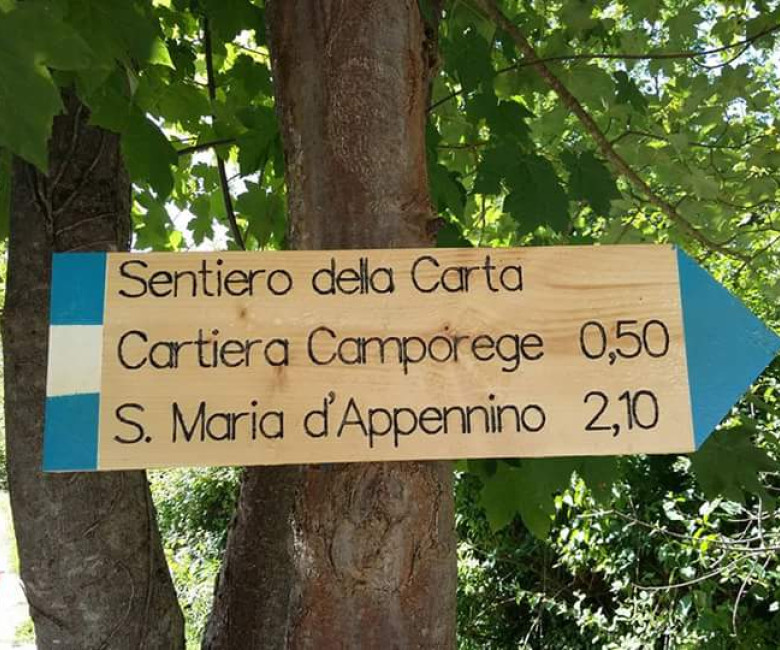 Sentiero della Carta
Cartiera Camporege 0,50
S. Maria d'Appennino 2,10